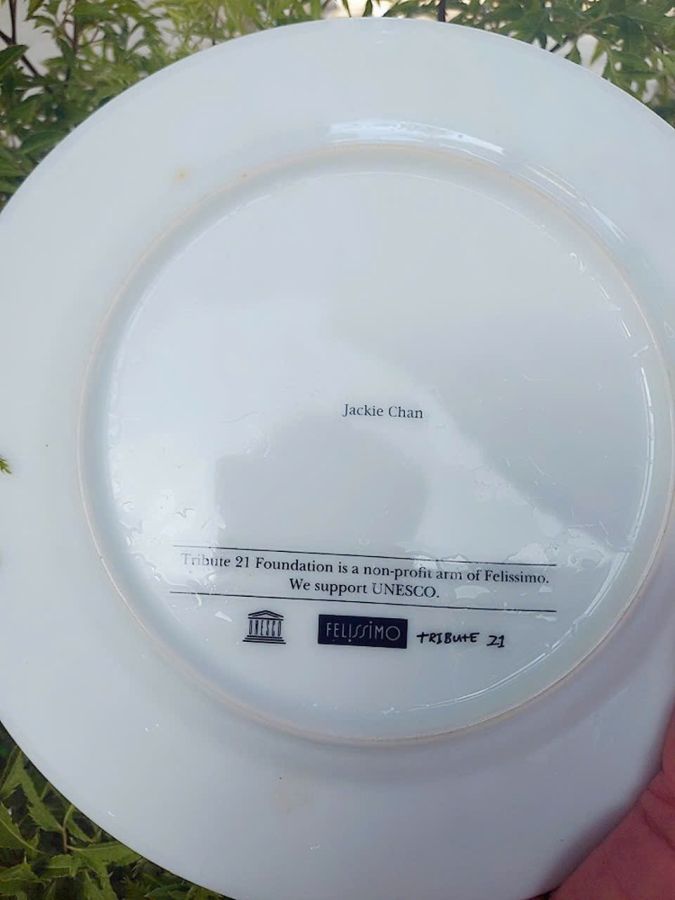 Jackie Chan
Tribute 21 Foundation is a non-profit arm of Felissimo.
We support UNESCO.
UNESCO FELISSIMO TRIBUTE 21